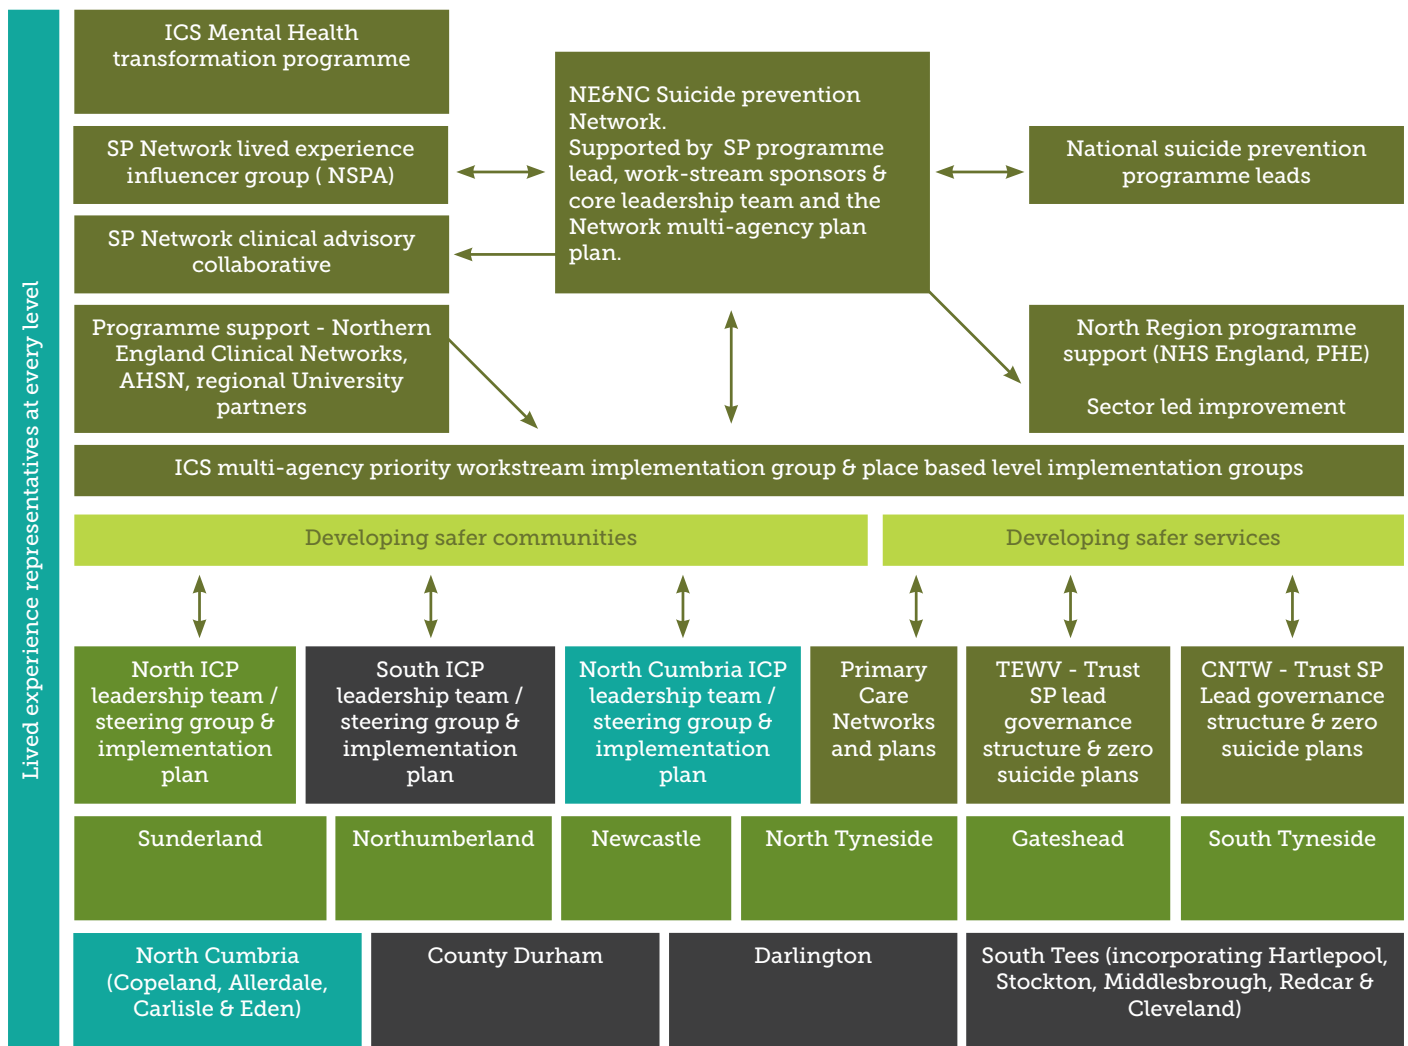 Lived experience representatives at every level
ICS Mental Health
transformation programme
SP Network lived experience
influencer group ( NSPA)
SP Network clinical advisory
collaborative
Programme support - Northern
England Clinical Networks,
AHSN, regional University
partners
NE&NC Suicide prevention
Network.
Supported by SP programme
lead, work-stream sponsors &
core leadership team and the
Network multi-agency plan
plan.
National suicide prevention
programme leads
North Region programme
support (NHS England, PHE)
Sector led improvement
ICS multi-agency priority workstream implementation group & place based level implementation groups
Developing safer communities
Developing safer services
North ICP
leadership team /
steering group &
implementation
plan
South ICP
leadership team /
steering group &
implementation
plan
North Cumbria ICP
leadership team /
steering group &
implementation
plan
Primary
Care
Networks
and plans
TEWV - Trust
SP lead
governance
structure & zero
suicide plans
CNTW - Trust SP
Lead governance
structure & zero
suicide plans
Sunderland
Northumberland
Newcastle
North Tyneside
Gateshead
South Tyneside
North Cumbria
(Copeland, Allerdale,
Carlisle & Eden)
County Durham
Darlington
South Tees (incorporating Hartlepool,
Stockton, Middlesbrough, Redcar &
Cleveland)